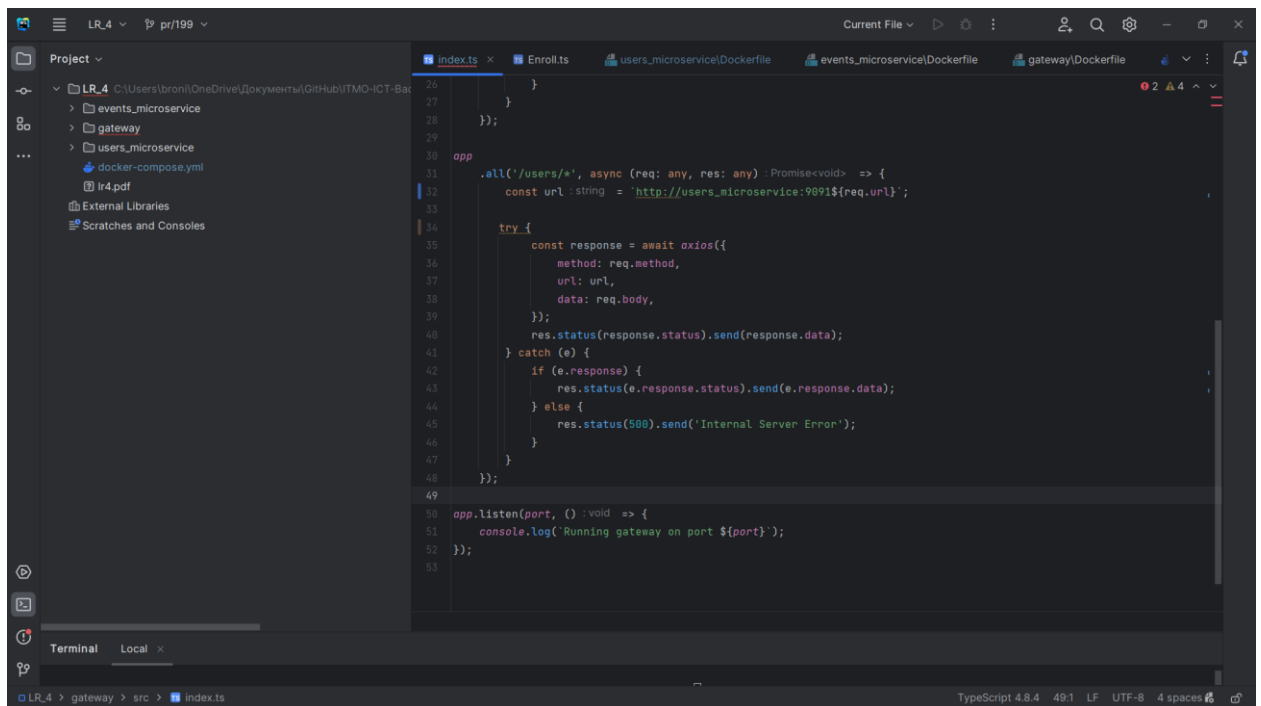 LR_4 pr/199 Current File
Project
index.ts Enroll.ts users_microservice\Dockerfile events_microservice\Dockerfile gateway\Dockerfile
LR_4 C:\Users\broni\OneDrive\Документы\GitHub\ITMO-ICT-Bac
events_microservice
gateway
users_microservice
docker-compose.yml
lr4.pdf
External Libraries
Scratches and Consoles
2 4
26 }
27 }
28 });
29
30 app
31 .all('/users/*', async (req: any, res: any) : Promise<void> => {
32 const url : string = `http://users_microservice:9091${req.url}`;
33
34 try {
35 const response = await axios({
36 method: req.method,
37 url: url,
38 data: req.body,
39 });
40 res.status(response.status).send(response.data);
41 } catch (e) {
42 if (e.response) {
43 res.status(e.response.status).send(e.response.data);
44 } else {
45 res.status(500).send('Internal Server Error');
46 }
47 }
48 });
49
50 app.listen(port, () : void => {
51 console.log(`Running gateway on port ${port}`);
52 });
53
Terminal Local
LR_4 > gateway > src > index.ts TypeScript 4.8.4 49:1 LF UTF-8 4 spaces